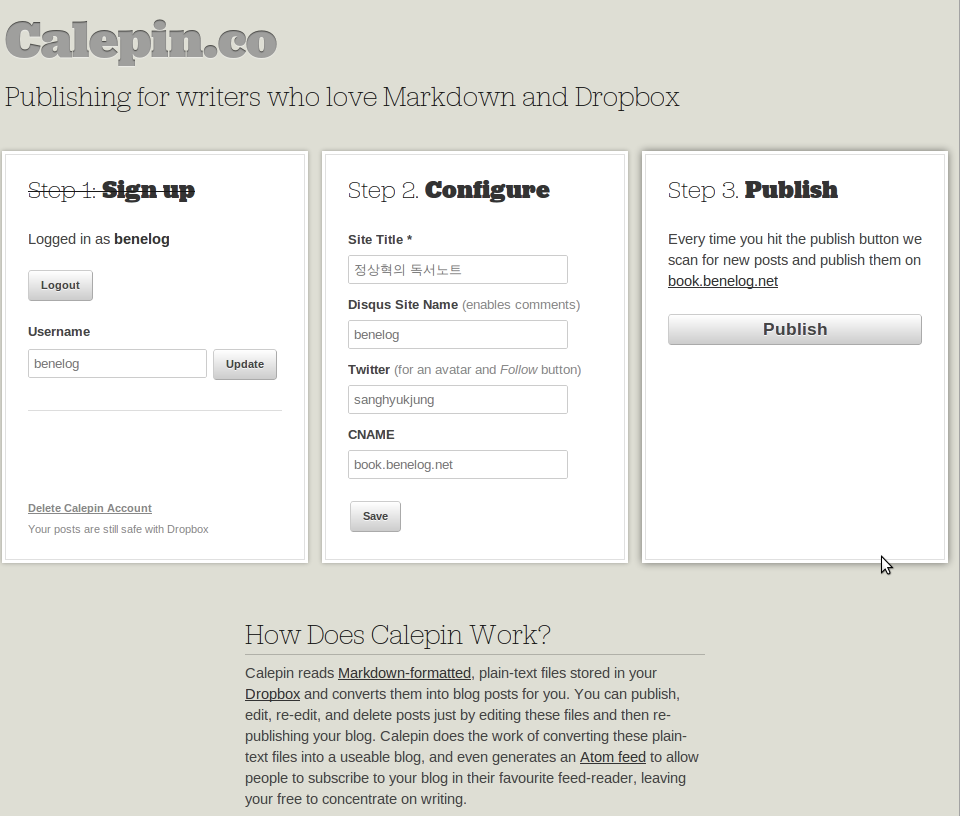 Calepin.co
Publishing for writers who love Markdown and Dropbox
Step 1: Sign up
Logged in as benelog
Logout
Username
benelog
Update
Delete Calepin Account
Your posts are still safe with Dropbox
Step 2. Configure
Site Title *
정상혁의 독서노트
Disqus Site Name (enables comments)
benelog
Twitter (for an avatar and Follow button)
sanghyukjung
CNAME
book.benelog.net
Save
Step 3. Publish
Every time you hit the publish button we
scan for new posts and publish them on
book.benelog.net
Publish
How Does Calepin Work?
Calepin reads Markdown-formatted, plain-text files stored in your
Dropbox and converts them into blog posts for you. You can publish,
edit, re-edit, and delete posts just by editing these files and then re-
publishing your blog. Calepin does the work of converting these plain-
text files into a useable blog, and even generates an Atom feed to allow
people to subscribe to your blog in their favourite feed-reader, leaving
your free to concentrate on writing.